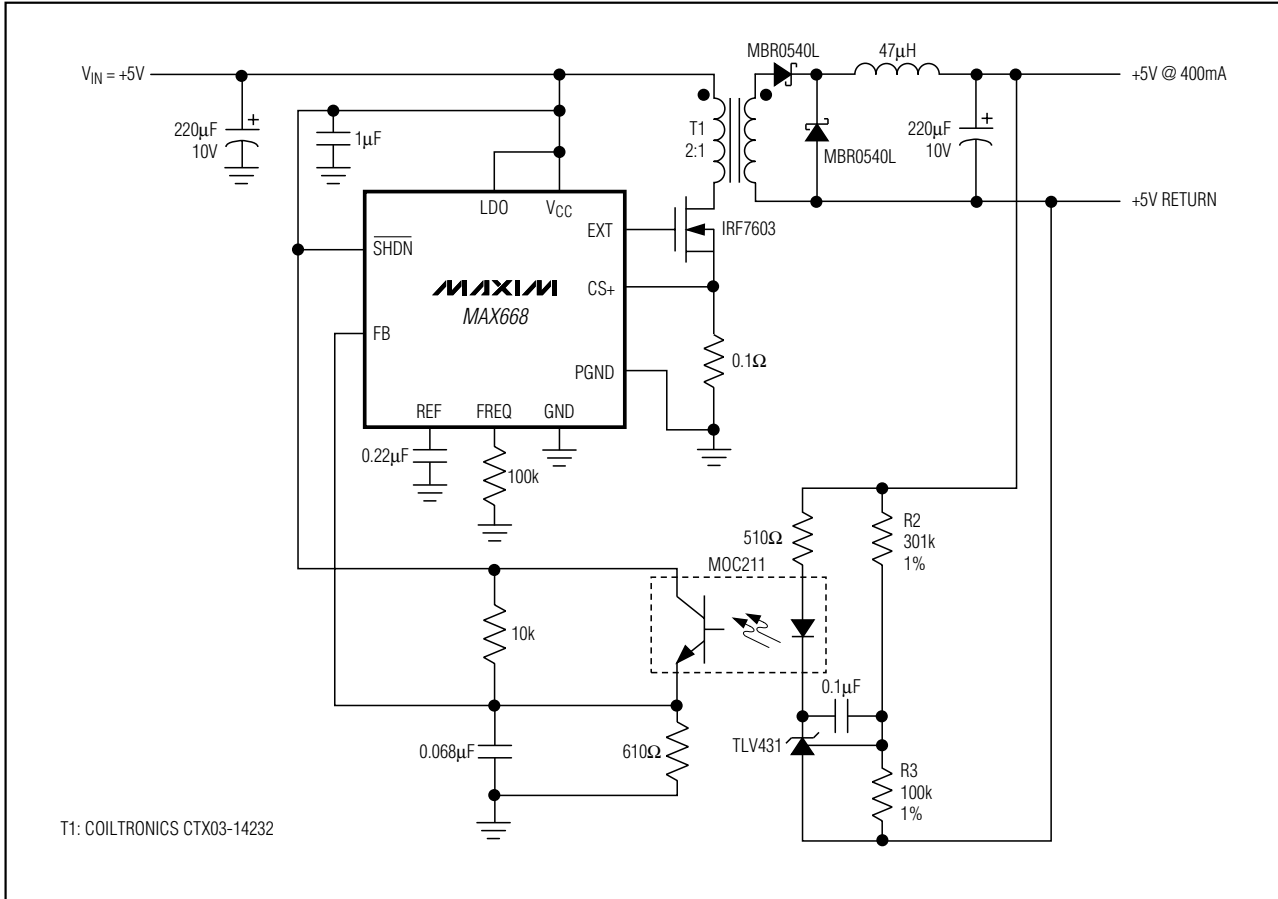 MBR0540L
47µH
VIN = +5V
+5V @ 400mA
220µF
10V
+
1µF
T1
2:1
MBR0540L
220µF
10V
+
+5V RETURN
LDO
VCC
EXT
IRF7603
SHDN
MAXIM
MAX668
CS+
FB
0.1Ω
PGND
REF
FREQ
GND
0.22µF
100k
510Ω
R2
301k
1%
MOC211
10k
0.1µF
0.068µF
610Ω
TLV431
R3
100k
1%
T1: COILTRONICS CTX03-14232